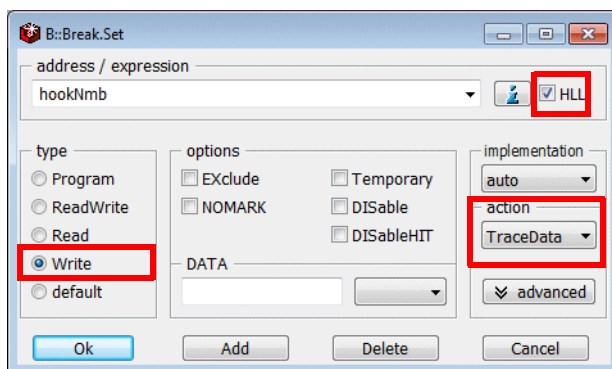 B::Break.Set
address / expression
hookNmb
HLL
type
Program
ReadWrite
Read
Write
default
options
EXclude
Temporary
NOMARK
DISable
DISableHIT
DATA
implementation
auto
action
TraceData
advanced
Ok
Add
Delete
Cancel